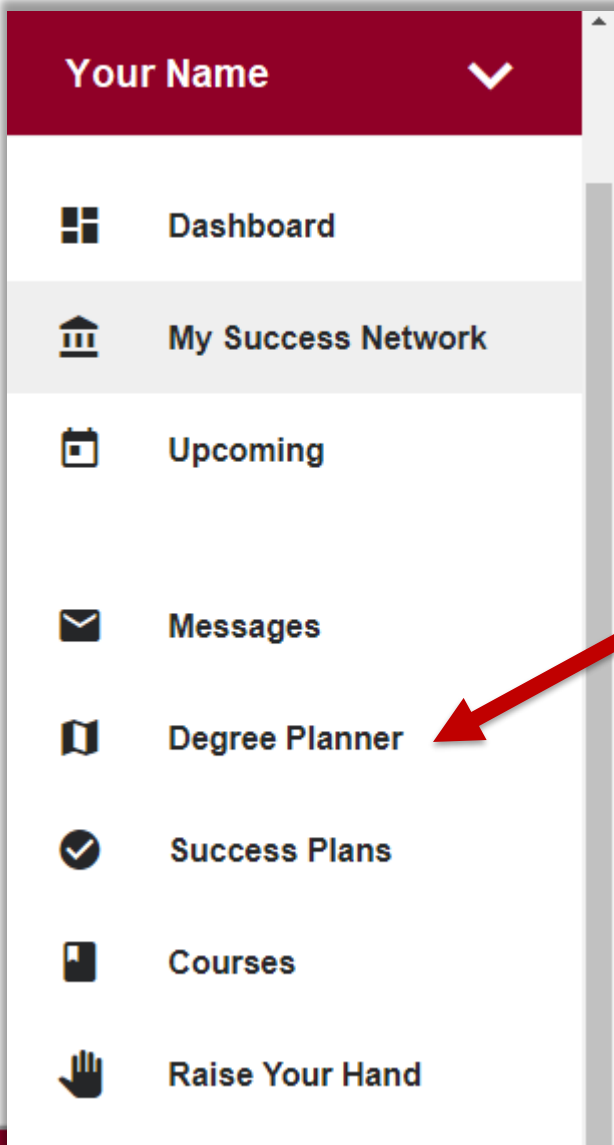 Your Name
Dashboard
My Success Network
Upcoming
Messages
Degree Planner
Success Plans
Courses
Raise Your Hand